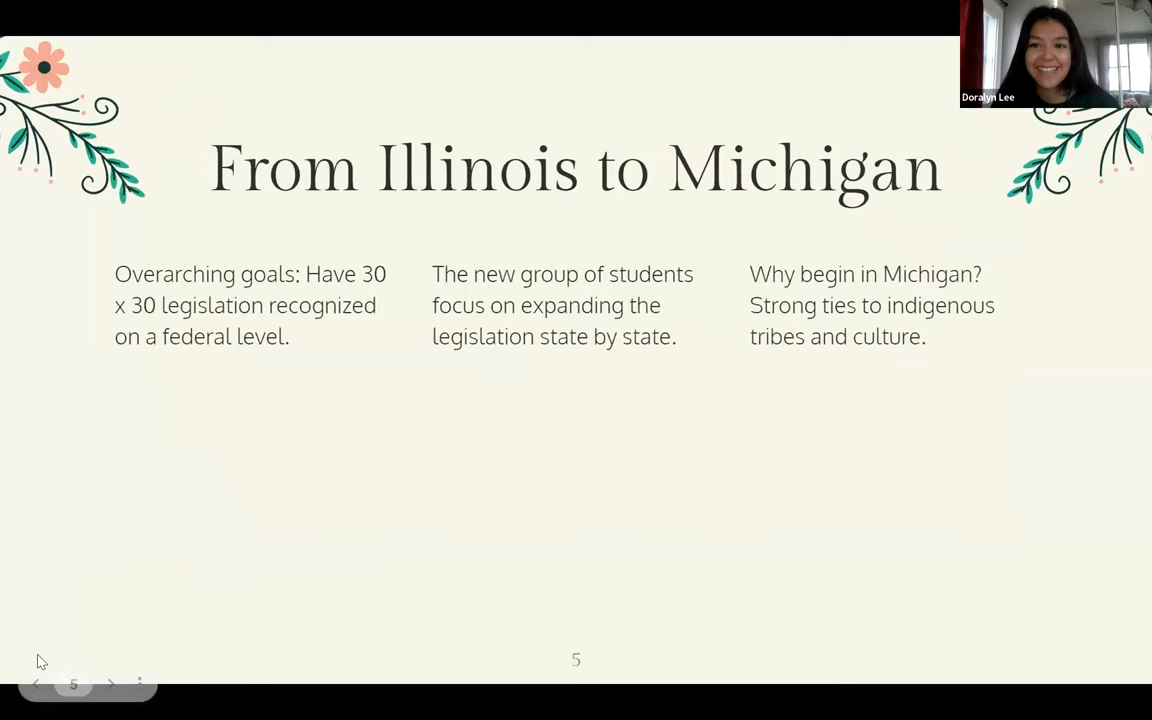 Doralyn Lee
From Illinois to Michigan
Overarching goals: Have 30
x 30 legislation recognized
on a federal level.
The new group of students
focus on expanding the
legislation state by state.
Why begin in Michigan?
Strong ties to indigenous
tribes and culture.
5
5